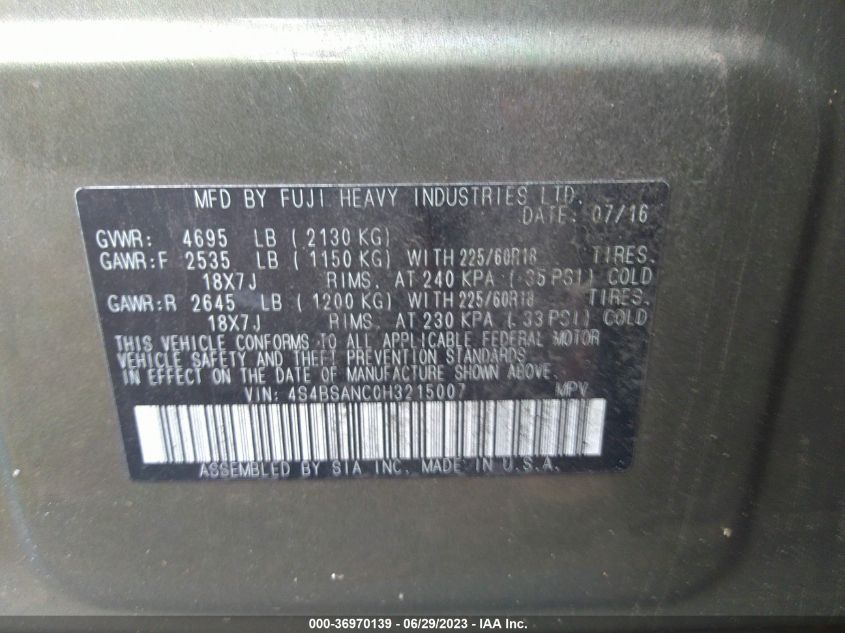 MFD BY FUJI HEAVY INDUSTRIES LTD.
DATE: 07/16
GVWR: 4695 LB ( 2130 KG)
GAWR:F 2535 LB ( 1150 KG) WITH 225/60R18 TIRES.
18X7J RIMS. AT 240 KPA ( 35 PSI) COLD
GAWR:R 2645 LB ( 1200 KG) WITH 225/60R18 TIRES.
18X7J RIMS. AT 230 KPA ( 33 PSI) COLD
THIS VEHICLE CONFORMS TO ALL APPLICABLE FEDERAL MOTOR
VEHICLE SAFETY AND THEFT PREVENTION STANDARDS
IN EFFECT ON THE DATE OF MANUFACTURE SHOWN ABOVE.
VIN: 4S4BSANC0H3215007 MPV
ASSEMBLED BY SIA INC. MADE IN U.S.A.
000-36970139 - 06/29/2023 - IAA Inc.